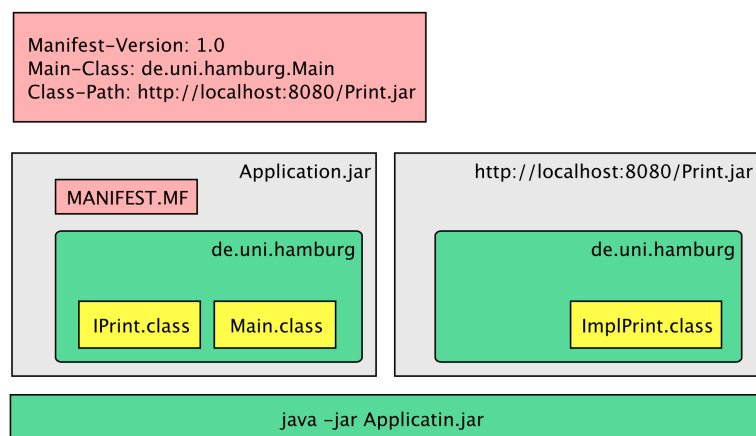 Manifest-Version: 1.0
Main-Class: de.uni.hamburg.Main
Class-Path: http://localhost:8080/Print.jar
Application.jar
MANIFEST.MF
de.uni.hamburg
IPrint.class
Main.class
http://localhost:8080/Print.jar
de.uni.hamburg
ImplPrint.class
java -jar Applicatin.jar